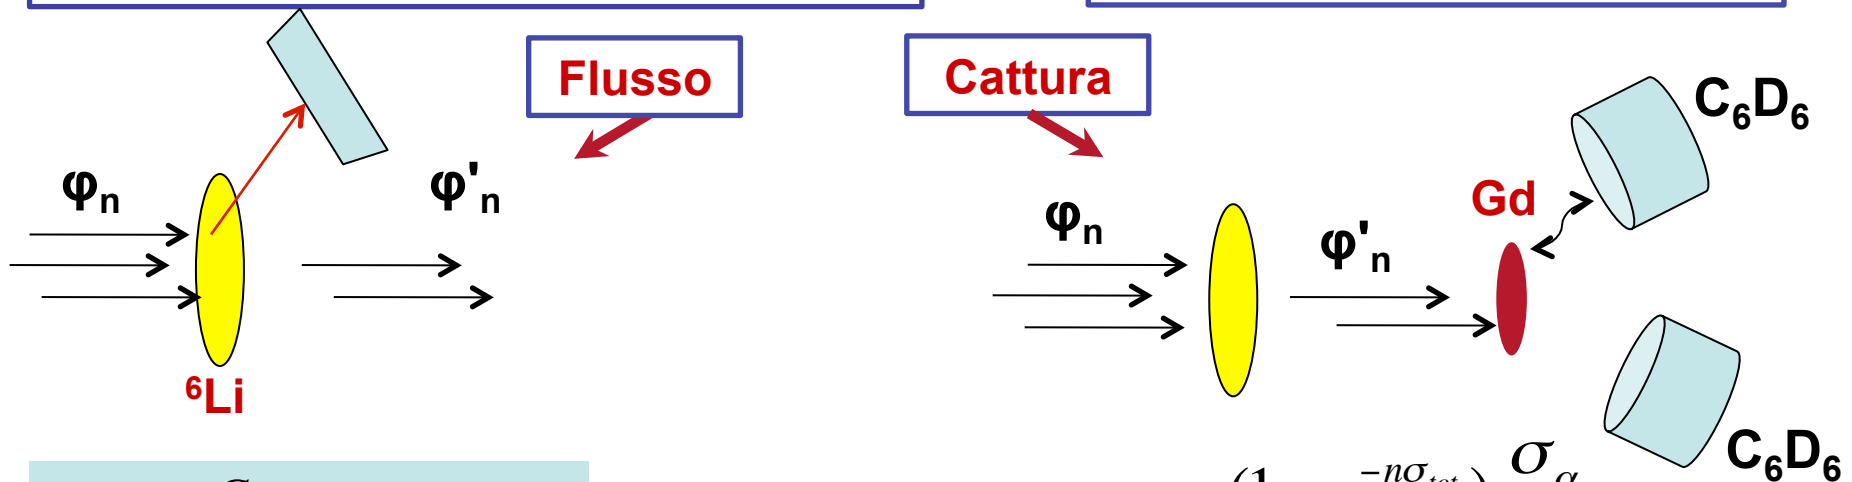 Flusso
Cattura
φₙ
φ'ₙ
⁶Li
φₙ
φ'ₙ
Gd
C₆D₆
C₆D₆